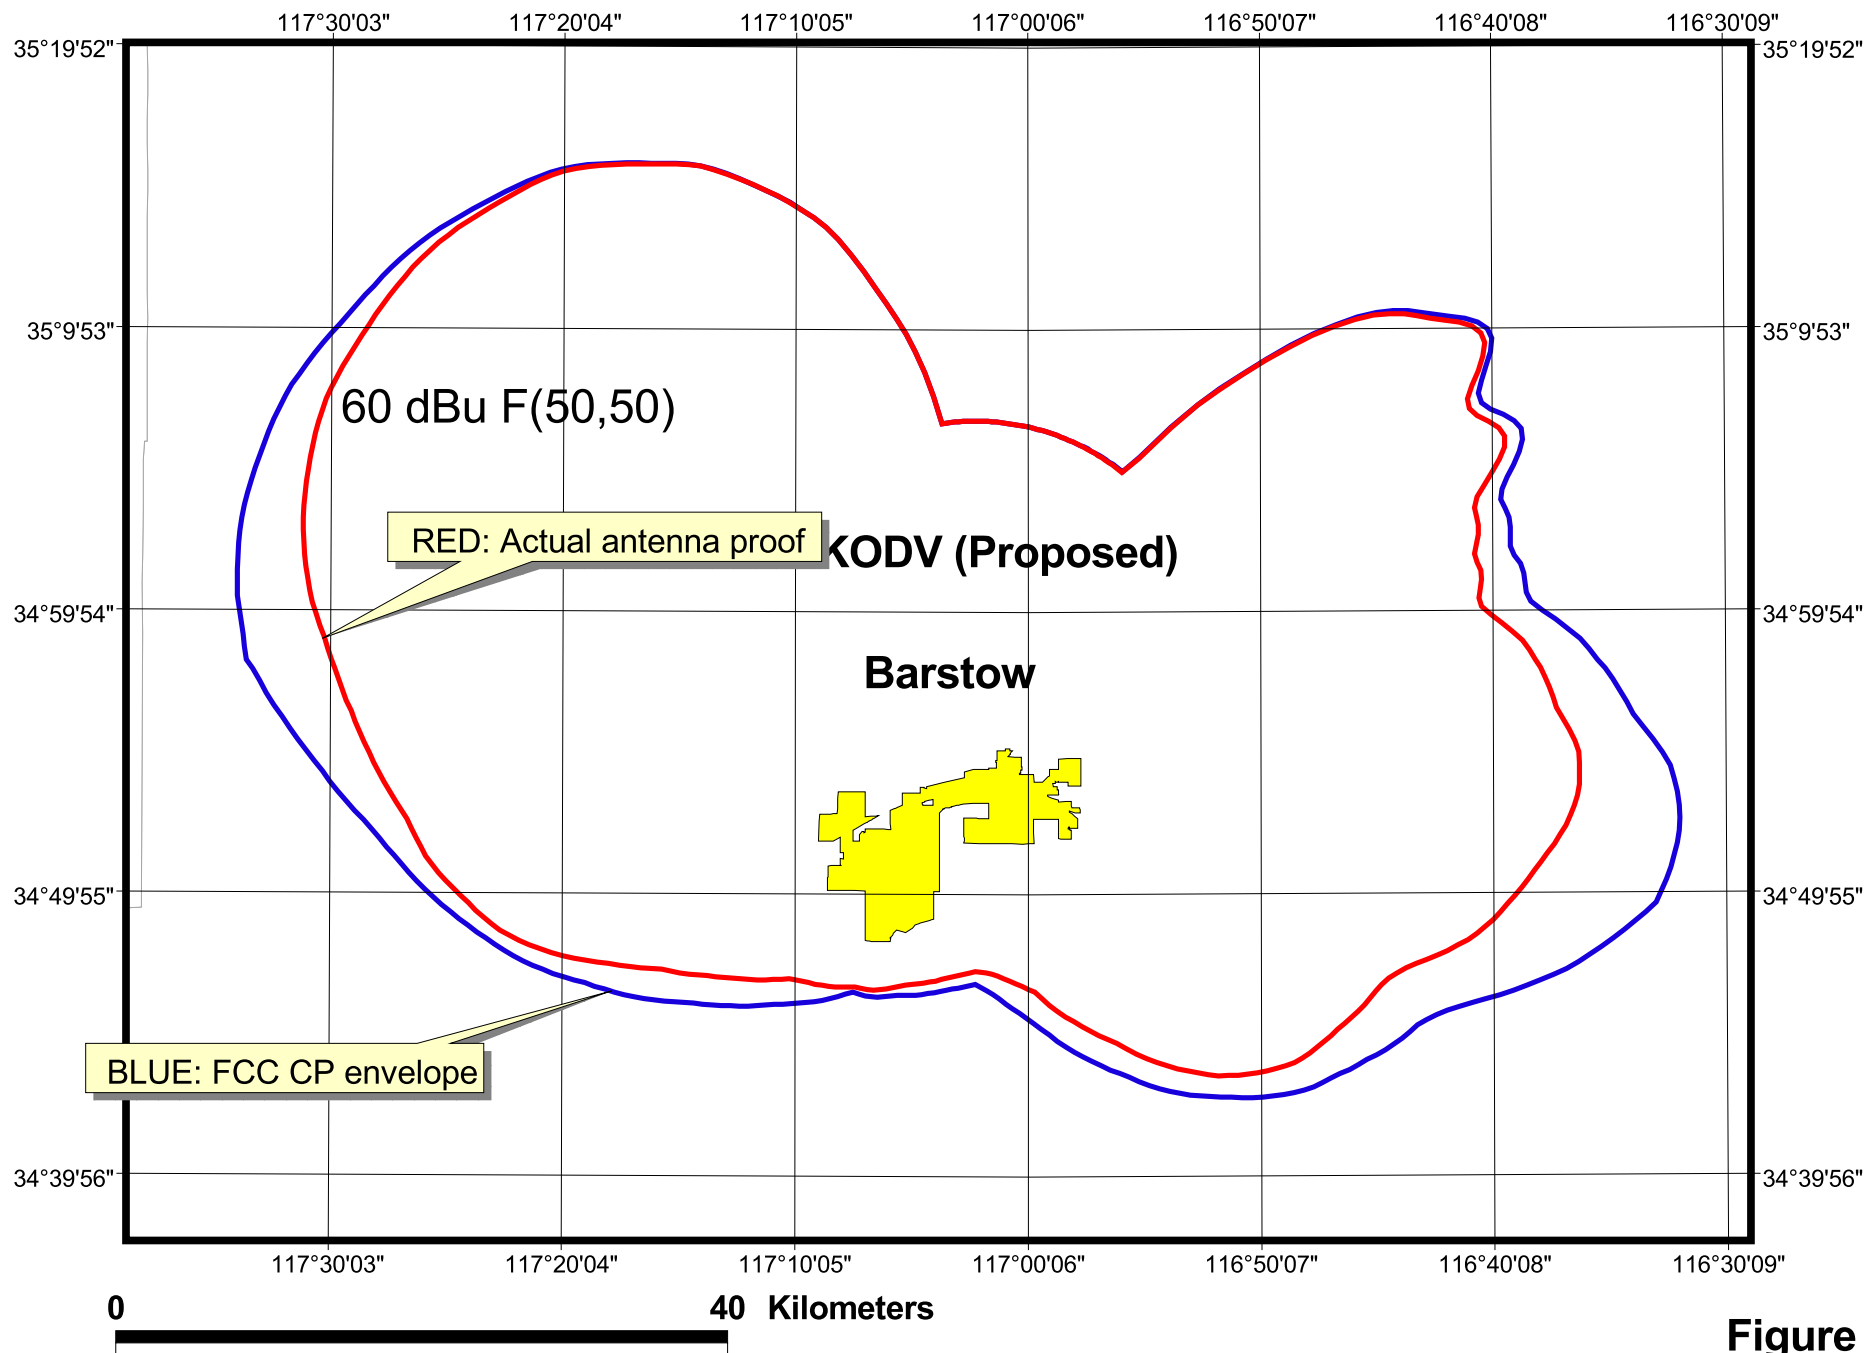 117°30'03" 117°20'04" 117°10'05" 117°00'06" 116°50'07" 116°40'08" 116°30'09"
35°19'52" 35°19'52"
35°9'53" 35°9'53"
60 dBu F(50,50)
RED: Actual antenna proof
KODV (Proposed)
34°59'54" 34°59'54"
Barstow
34°49'55" 34°49'55"
BLUE: FCC CP envelope
34°39'56" 34°39'56"
117°30'03" 117°20'04" 117°10'05" 117°00'06" 116°50'07" 116°40'08" 116°30'09"
0 40 Kilometers
Figure